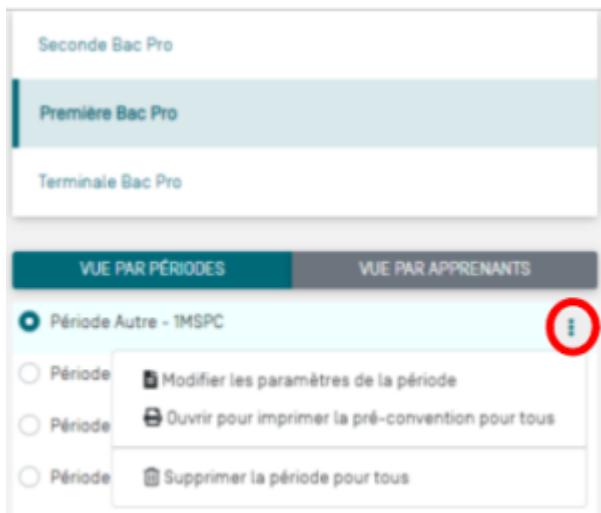 Seconde Bac Pro
Première Bac Pro
Terminale Bac Pro
VUE PAR PÉRIODES VUE PAR APPRENANTS
Période Autre - 1MSPC
Période
Modifier les paramètres de la période
Ouvrir pour imprimer la pré-convention pour tous
Période
Période
Supprimer la période pour tous